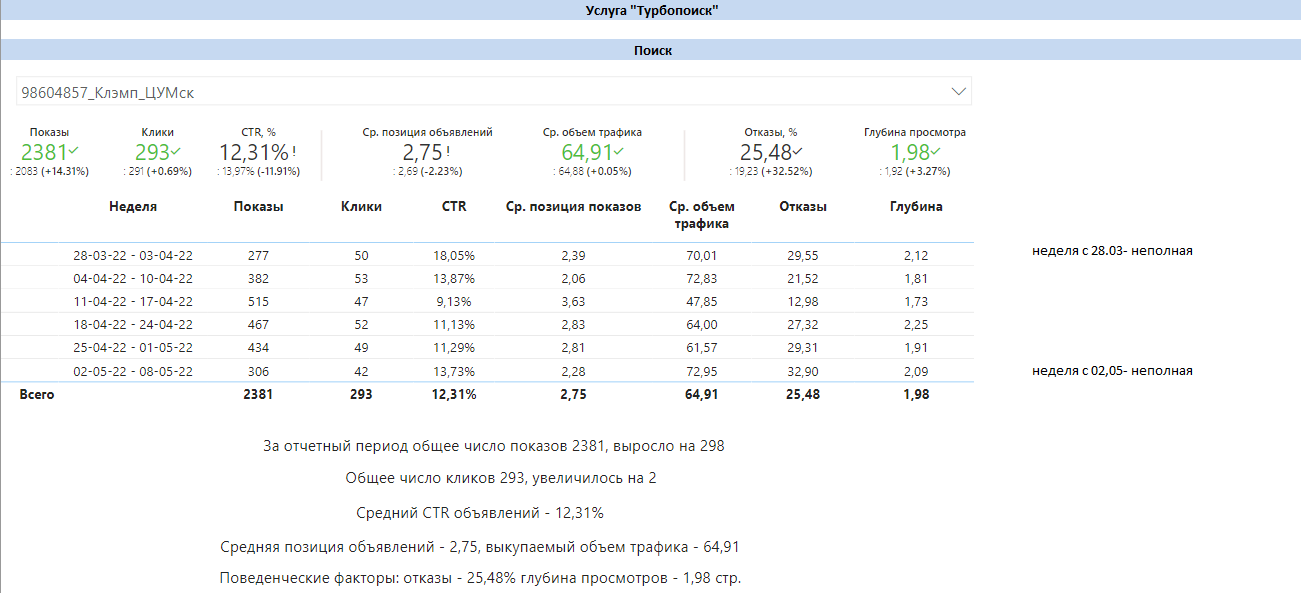 Услуга "Турбопоиск"
Поиск
98604857_Клэмп_ЦУМск
Показы Клики CTR, % Ср. позиция объявлений Ср. объем трафика Отказы, % Глубина просмотра
2381 293 12,31% ! 2,75 ! 64,91 25,48 1,98
: 2083 (+14.31%) : 291 (+0.69%) : 13,97% (-11.91%) : 2,69 (-2.23%) : 64,88 (+0.05%) : 19,23 (+32.52%) : 1,92 (+3.27%)
Неделя Показы Клики CTR Ср. позиция показов Ср. объем трафика Отказы Глубина
28-03-22 - 03-04-22 277 50 18,05% 2,39 70,01 29,55 2,12 неделя с 28.03- неполная
04-04-22 - 10-04-22 382 53 13,87% 2,06 72,83 21,52 1,81
11-04-22 - 17-04-22 515 47 9,13% 3,63 47,85 12,98 1,73
18-04-22 - 24-04-22 467 52 11,13% 2,83 64,00 27,32 2,25
25-04-22 - 01-05-22 434 49 11,29% 2,81 61,57 29,31 1,91
02-05-22 - 08-05-22 306 42 13,73% 2,28 72,95 32,90 2,09 неделя с 02,05- неполная
Всего 2381 293 12,31% 2,75 64,91 25,48 1,98
За отчетный период общее число показов 2381, выросло на 298
Общее число кликов 293, увеличилось на 2
Средний CTR объявлений - 12,31%
Средняя позиция объявлений - 2,75, выкупаемый объем трафика - 64,91
Поведенческие факторы: отказы - 25,48% глубина просмотров - 1,98 стр.